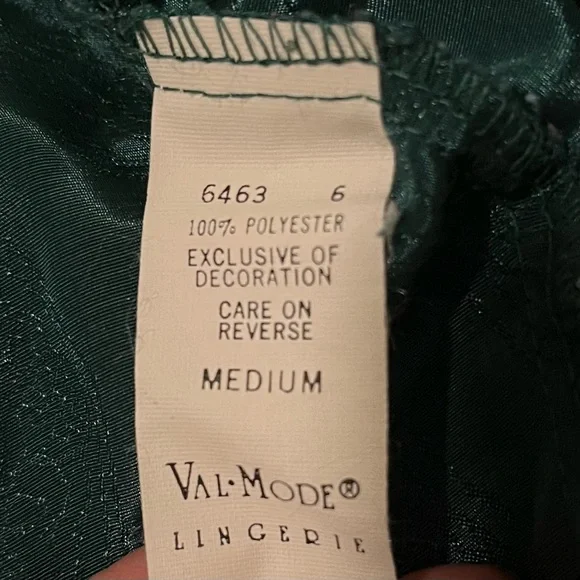 6463 6
100% POLYESTER
EXCLUSIVE OF
DECORATION
CARE ON
REVERSE
MEDIUM
VAL·MODE®
LINGERIE